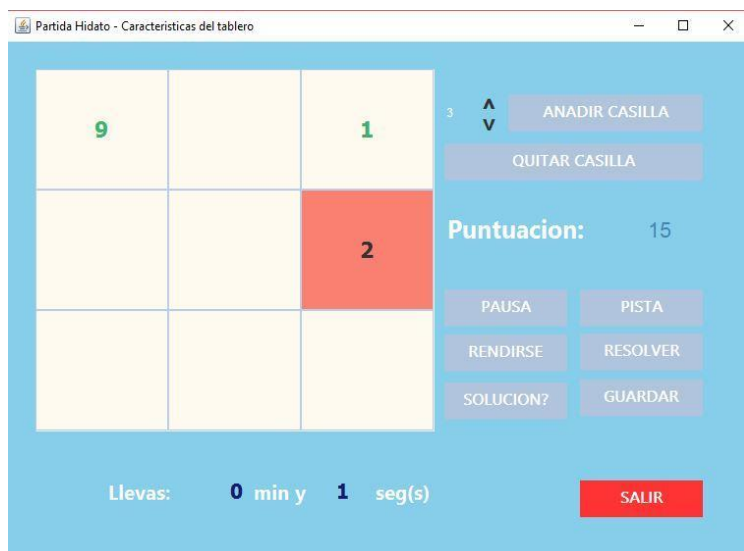 Partida Hidato - Caracteristicas del tablero
9 1
3 ANADIR CASILLA
QUITAR CASILLA
2
Puntuacion: 15
PAUSA PISTA
RENDIRSE RESOLVER
SOLUCION? GUARDAR
Llevas: 0 min y 1 seg(s)
SALIR